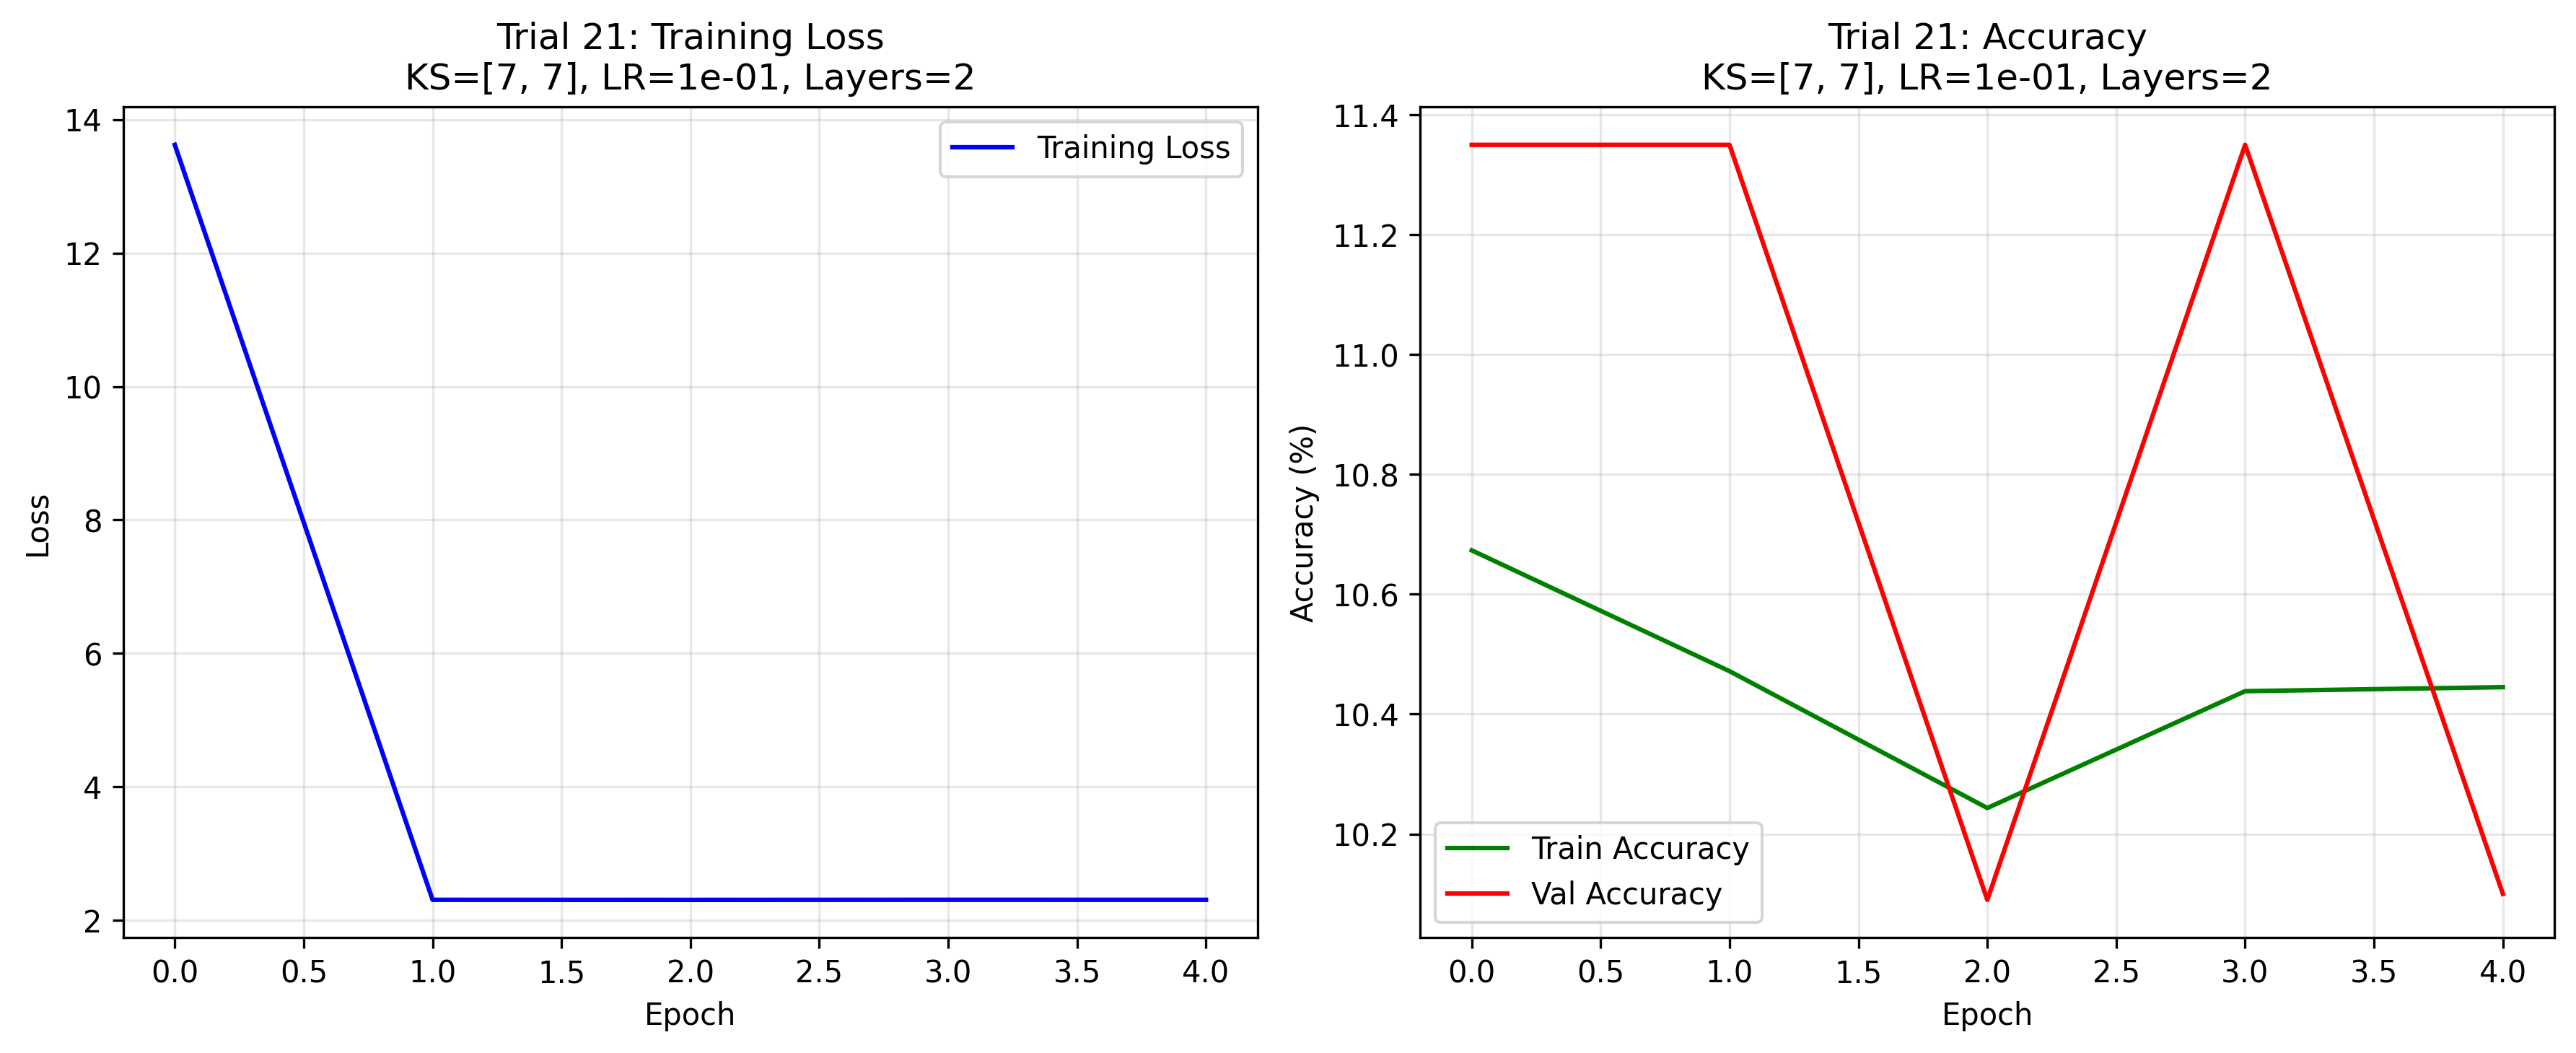 Trial 21: Training Loss
KS=[7, 7], LR=1e-01, Layers=2
14
12
10
8
6
4
2
Loss
Training Loss
0.0 0.5 1.0 1.5 2.0 2.5 3.0 3.5 4.0
Epoch
Trial 21: Accuracy
KS=[7, 7], LR=1e-01, Layers=2
11.4
11.2
11.0
10.8
10.6
10.4
10.2
Accuracy (%)
Train Accuracy
Val Accuracy
0.0 0.5 1.0 1.5 2.0 2.5 3.0 3.5 4.0
Epoch